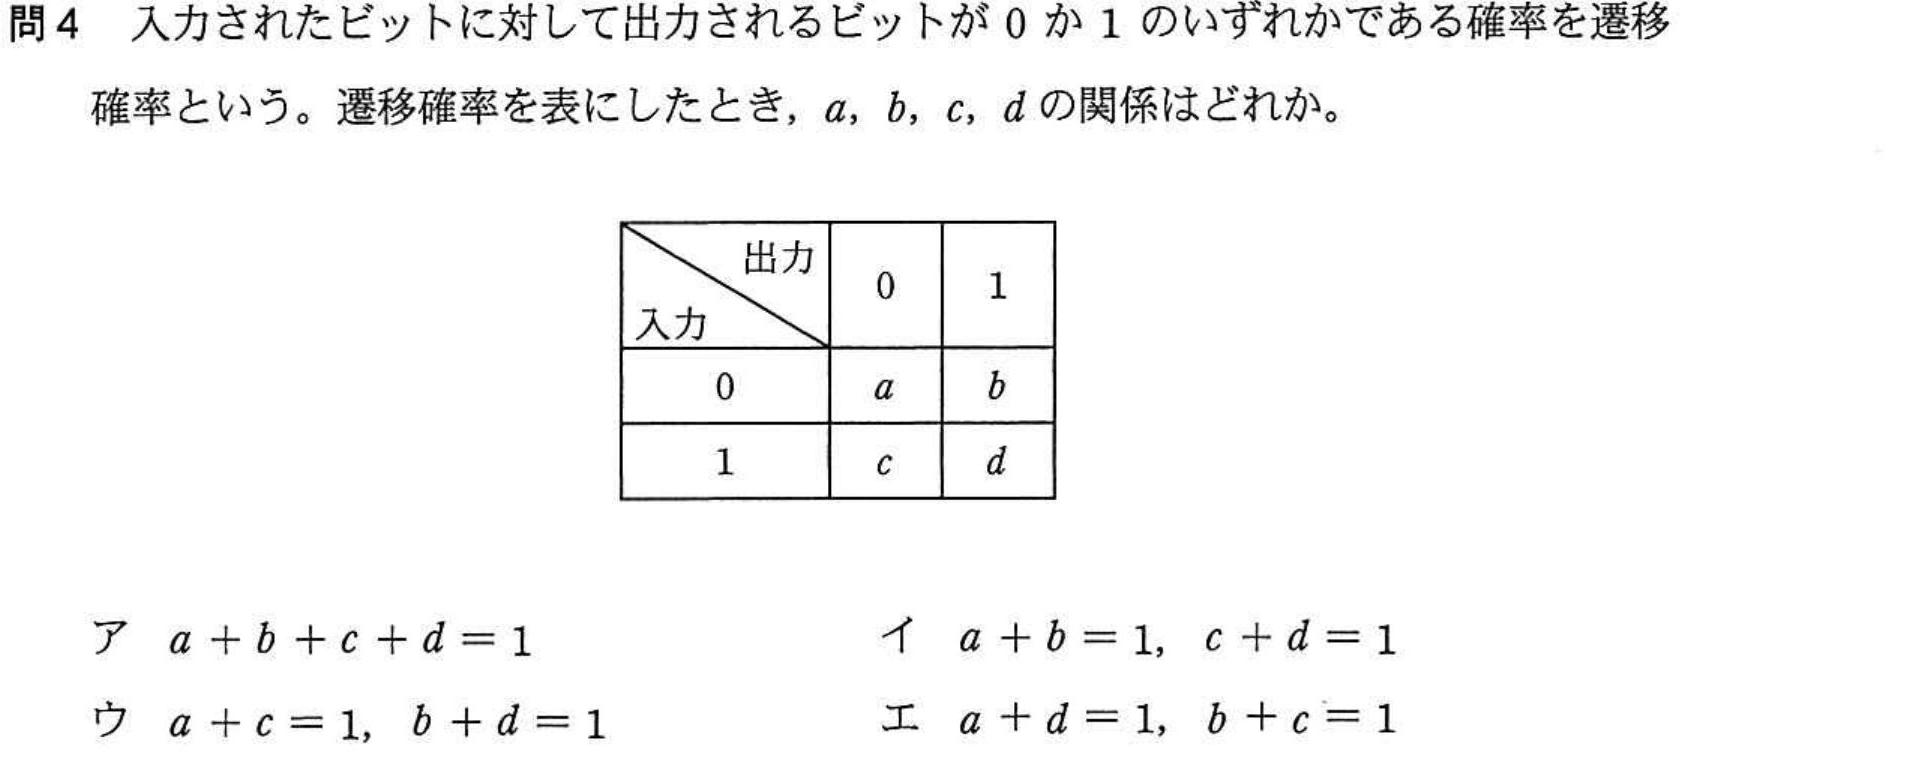 問4 入力されたビットに対して出力されるビットが 0 か 1 のいずれかである確率を遷移
確率という。遷移確率を表にしたとき, a, b, c, d の関係はどれか。
出力
入力
0 1
0 a b
1 c d
ア a + b + c + d = 1
イ a + b = 1, c + d = 1
ウ a + c = 1, b + d = 1
エ a + d = 1, b + c = 1